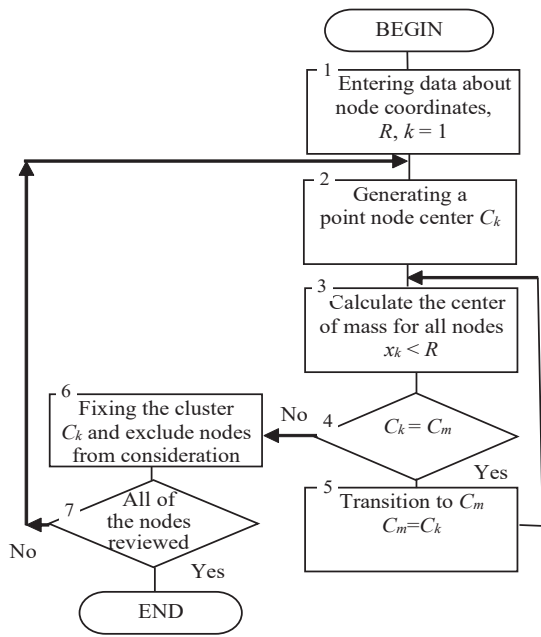 BEGIN
1
Entering data about
node coordinates,
R, k = 1
2
Generating a
point node center Cₖ
3
Calculate the center
of mass for all nodes
xₖ < R
4
Cₖ = Cₘ
No
Yes
5
Transition to Cₘ
Cₘ=Cₖ
6
Fixing the cluster
Cₖ and exclude nodes
from consideration
7
All of
the nodes
reviewed
No
Yes
END